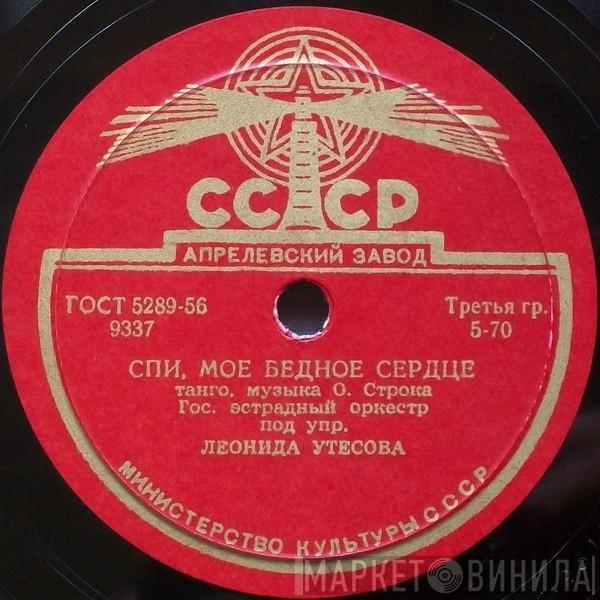 СССР
АПРЕЛЕВСКИЙ ЗАВОД
ГОСТ 5289-56
9337
Третья гр.
5-70
СПИ, МОЕ БЕДНОЕ СЕРДЦЕ
танго, музыка О. Строка
Гос. эстрадный оркестр
под упр.
ЛЕОНИДА УТЕСОВА
МИНИСТЕРСТВО КУЛЬТУРЫ СССР
МАРКЕТ ВИНИЛА